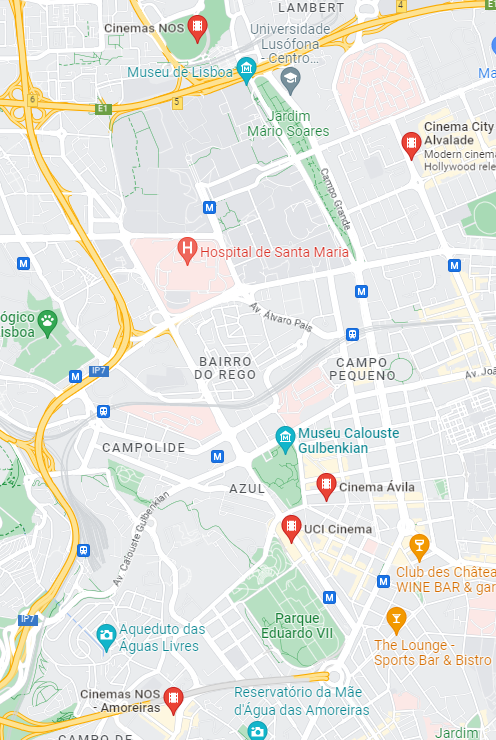 LAMBERT
4
Cinemas NOS
Universidade
Lusófona
- Centro...
Museu de Lisboa
Ma
6
E1
5
Jardim
Mário Soares
Cinema City
Alvalade
Modern cinema
Hollywood rele
Campo Grande
M
H
Hospital de Santa Maria
M
M
M
Av. Álvaro Pais
ógico
isboa
BAIRRO
DO REGO
CAMPO
PEQUENO
IP7
M
Av. Joã
CAMPOLIDE
M
Museu Calouste
Gulbenkian
AZUL
Cinema Ávila
Av. Calouste Gulbenkian
UCI Cinema
Club des Châtea
WINE BAR & gar
M
M
IP7
Parque
Eduardo VII
Aqueduto das
Águas Livres
The Lounge -
Sports Bar & Bistro
Cinemas NOS
- Amoreiras
Reservatório da Mãe
d'Água das Amoreiras
CAMPO DE
Jardim